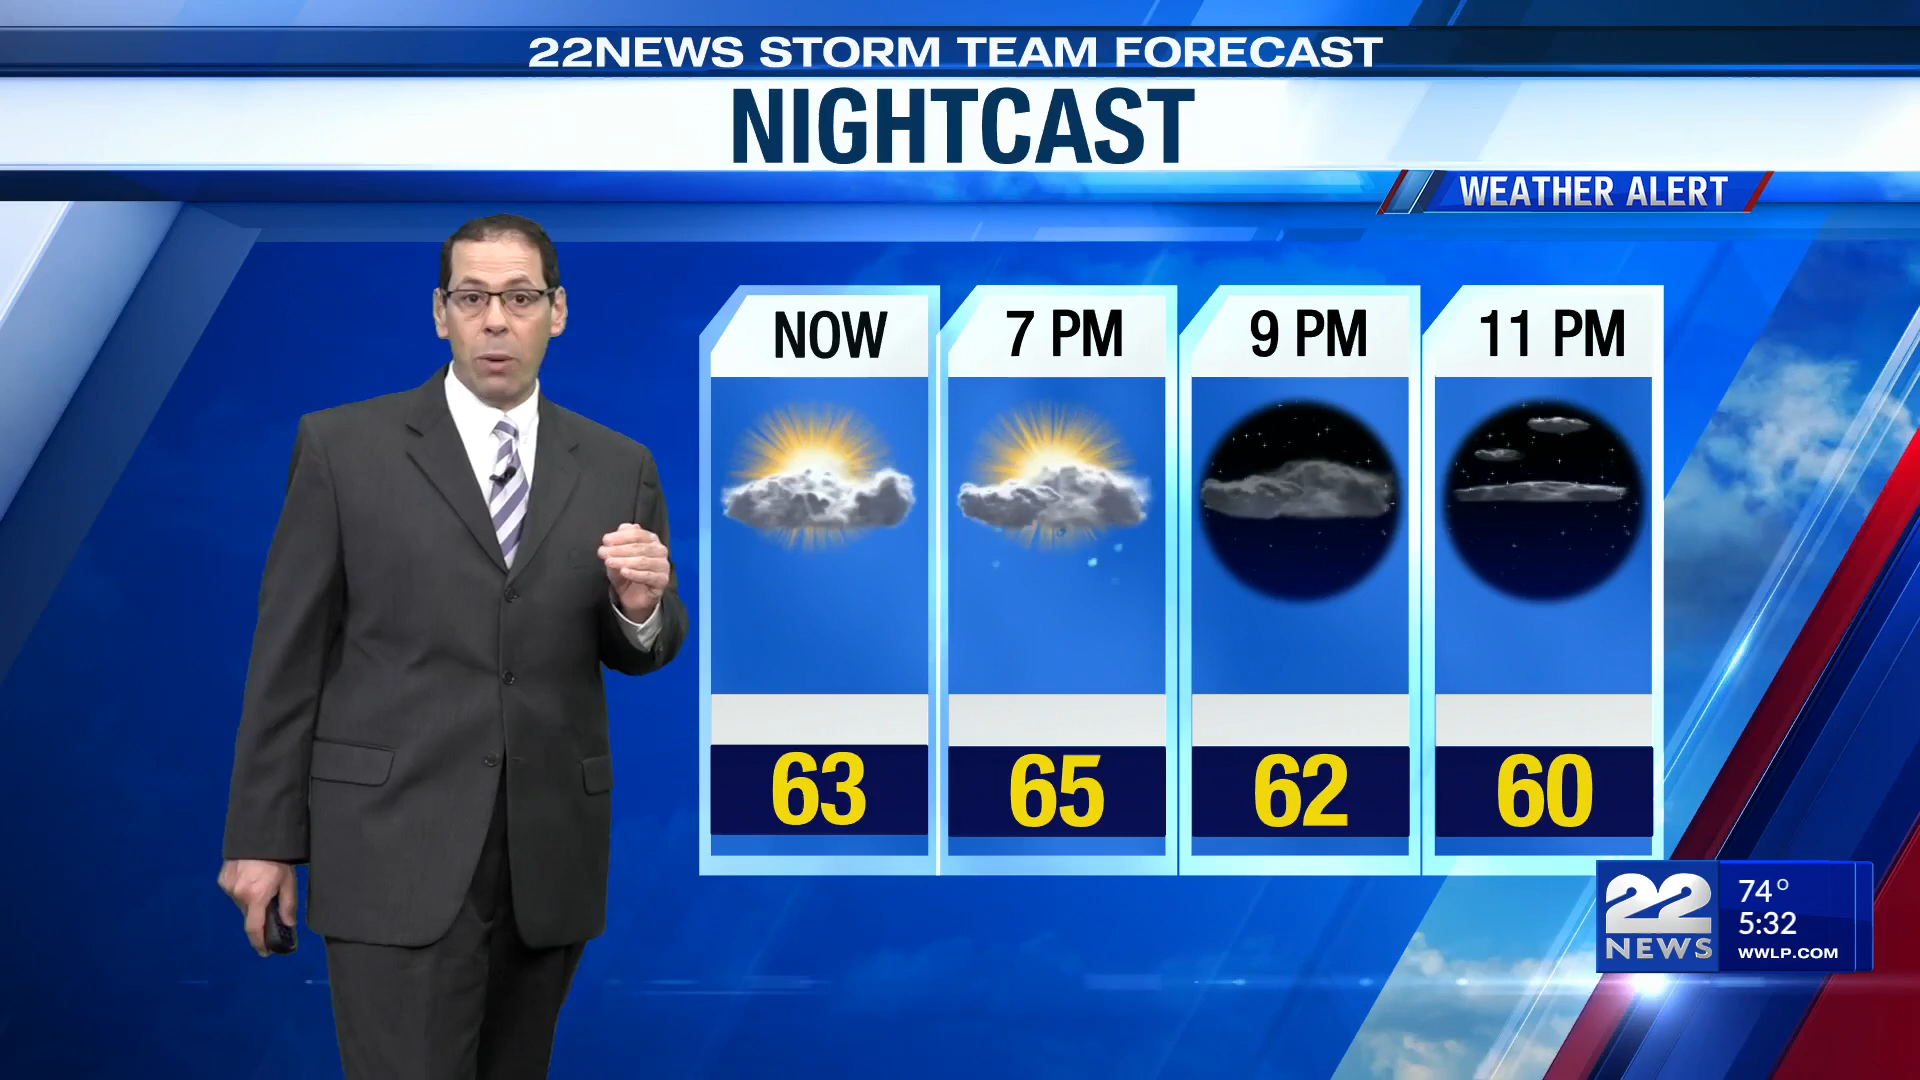 22NEWS STORM TEAM FORECAST
NIGHTCAST
WEATHER ALERT
NOW
7 PM
9 PM
11 PM
63
65
62
60
22
NEWS
74°
5:32
WWLP.COM